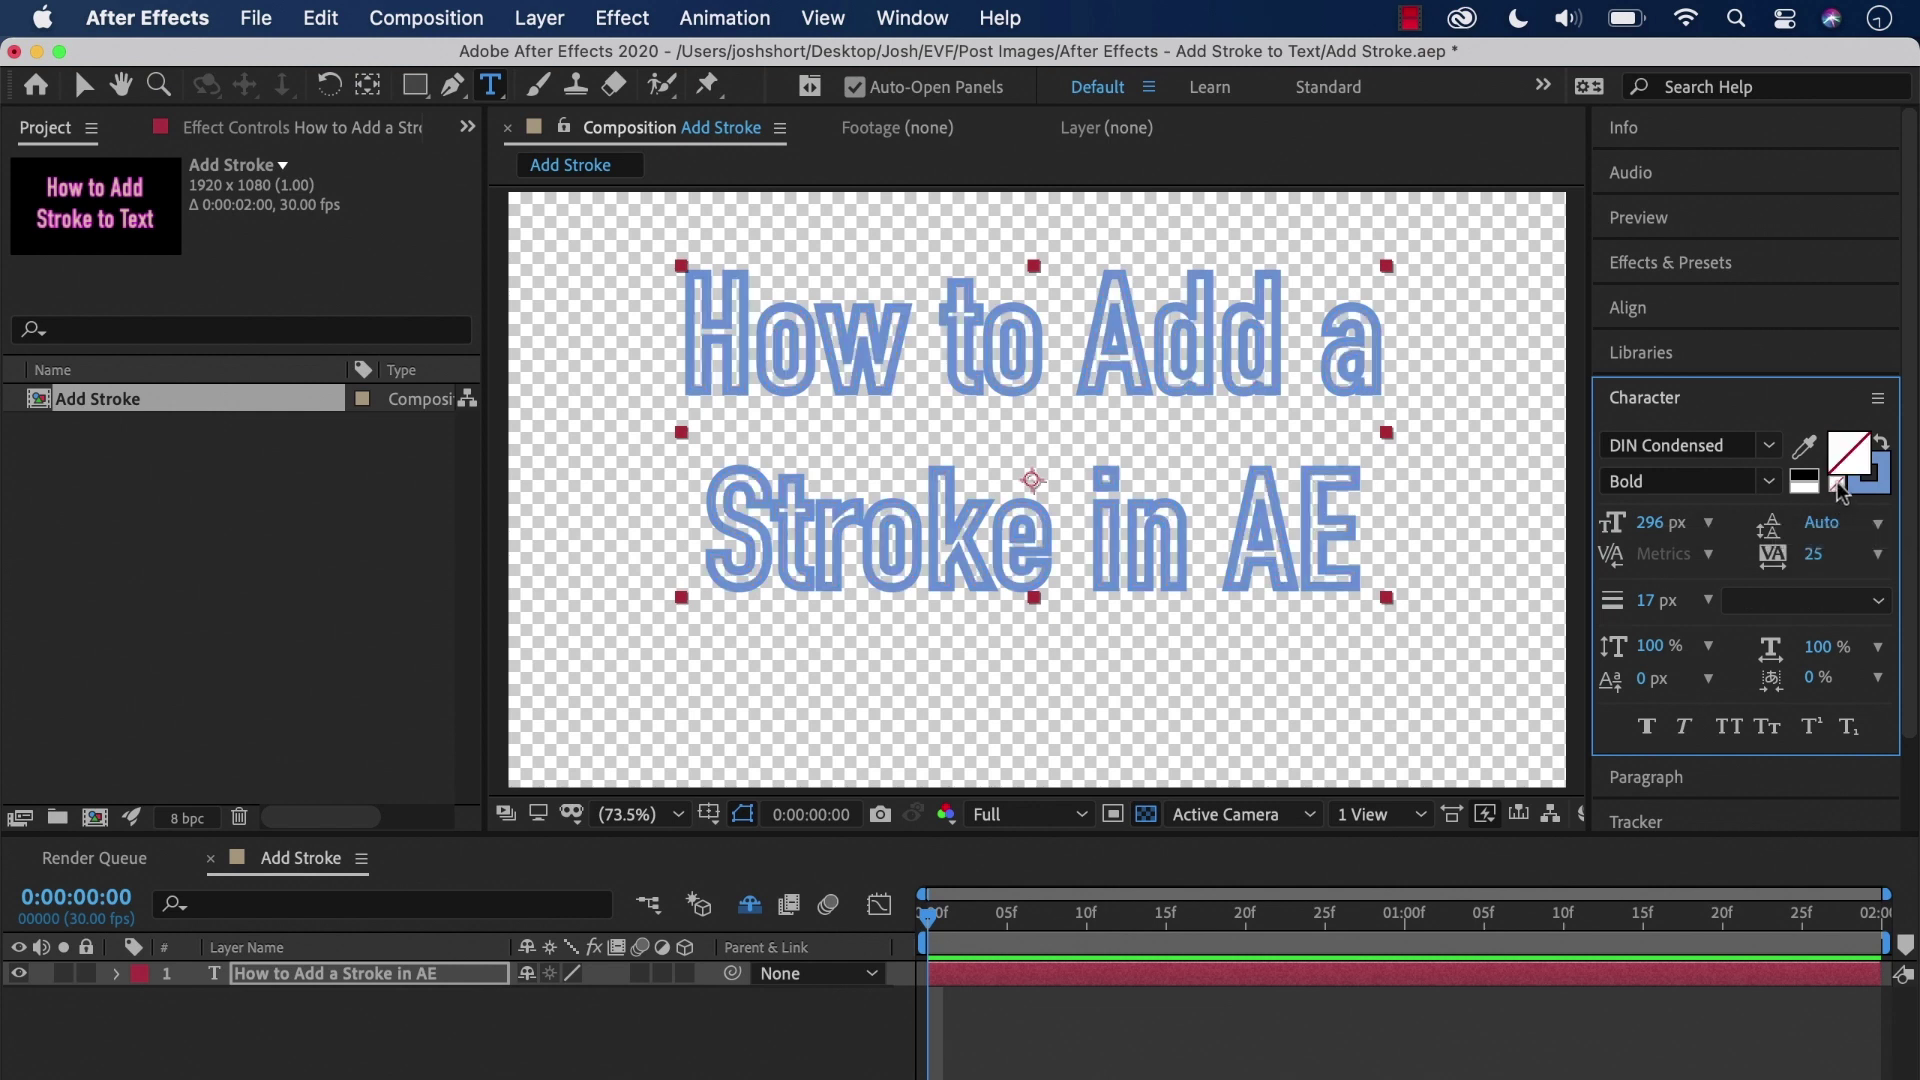 After Effects File Edit Composition Layer Effect Animation View Window Help
Adobe After Effects 2020 - /Users/joshshort/Desktop/Josh/EVF/Post Images/After Effects - Add Stroke to Text/Add Stroke.aep *
Auto-Open Panels Default Learn Standard Search Help
Project Effect Controls How to Add a Stro
Composition Add Stroke Footage (none) Layer (none)
Add Stroke
Add Stroke
1920 x 1080 (1.00)
Δ 0:00:02:00, 30.00 fps
How to Add
Stroke to Text
Name Type
Add Stroke Composi
8 bpc
How to Add a
Stroke in AE
(73.5%) 0:00:00:00 Full Active Camera 1 View
Info
Audio
Preview
Effects & Presets
Align
Libraries
Character
DIN Condensed
Bold
296 px Auto
Metrics 25
17 px
100 % 100 %
0 px 0 %
Paragraph
Tracker
Render Queue Add Stroke
0:00:00:00
00000 (30.00 fps)
05f 10f 15f 20f 25f 01:00f 05f 10f 15f 20f 25f 02:00
# Layer Name Parent & Link
1 How to Add a Stroke in AE None